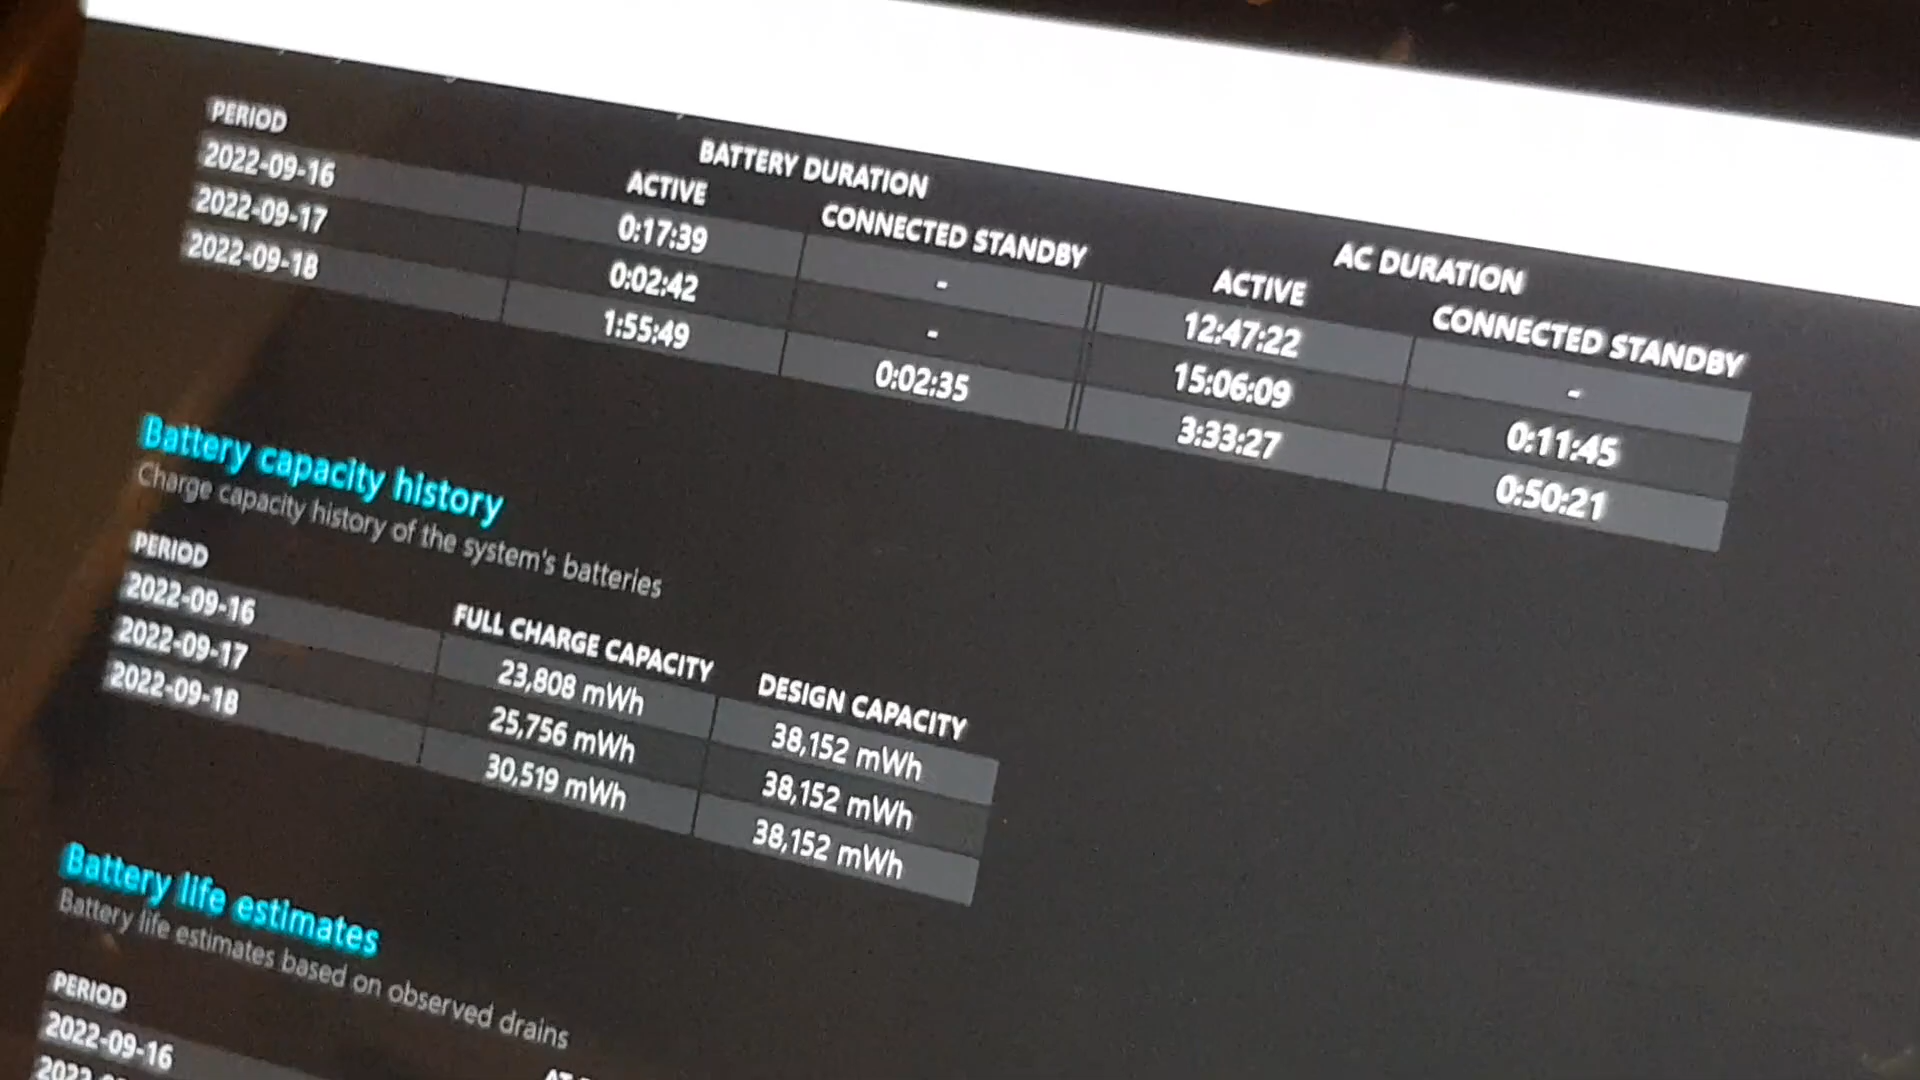 BATTERY DURATION AC DURATION
PERIOD ACTIVE CONNECTED STANDBY ACTIVE CONNECTED STANDBY
2022-09-16 0:17:39 - 12:47:22 -
2022-09-17 0:02:42 - 15:06:09 0:11:45
2022-09-18 1:55:49 0:02:35 3:33:27 0:50:21
Battery capacity history
Charge capacity history of the system's batteries
PERIOD FULL CHARGE CAPACITY DESIGN CAPACITY
2022-09-16 23,808 mWh 38,152 mWh
2022-09-17 25,756 mWh 38,152 mWh
2022-09-18 30,519 mWh 38,152 mWh
Battery life estimates
Battery life estimates based on observed drains
PERIOD
2022-09-16